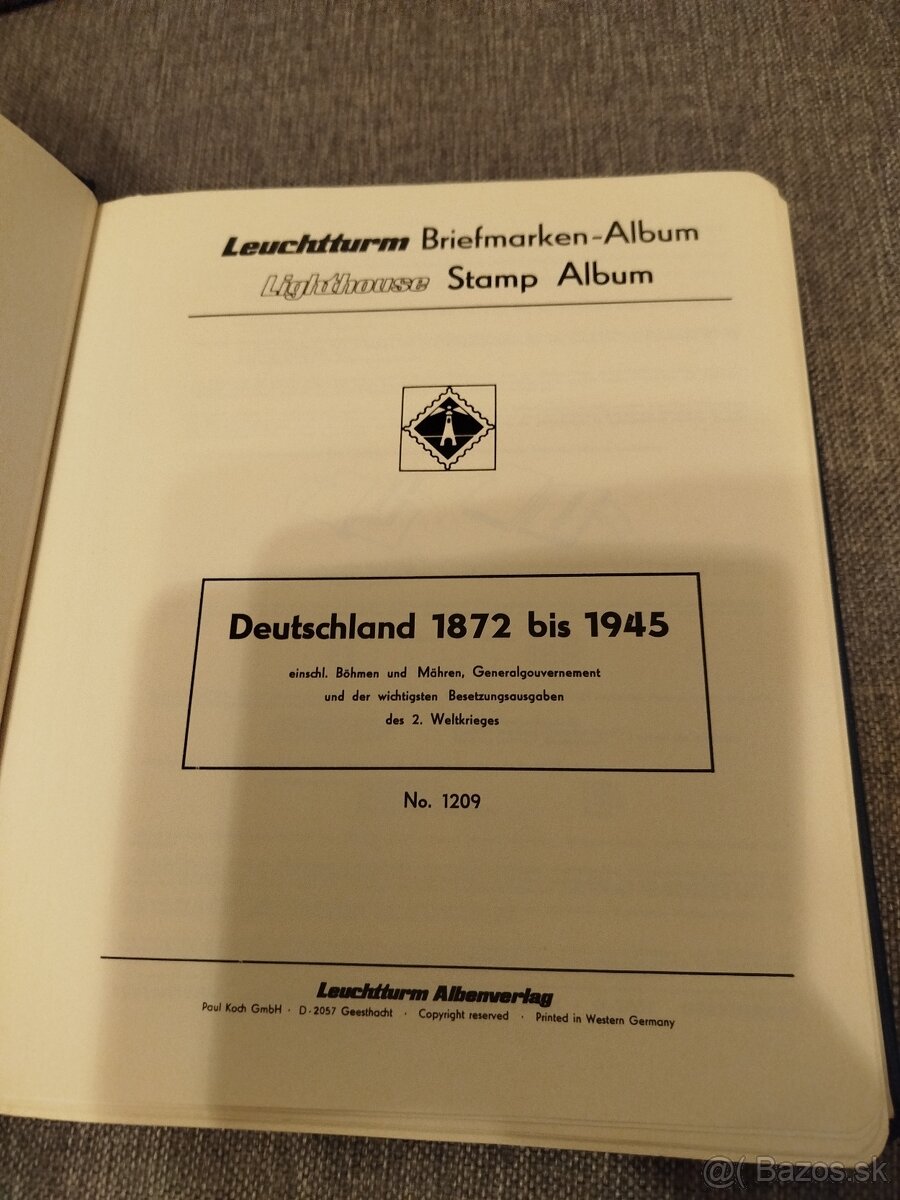 Leuchtturm Briefmarken-Album
Lighthouse Stamp Album
Deutschland 1872 bis 1945
einschl. Böhmen und Mähren, Generalgouvernement
und der wichtigsten Besetzungsausgaben
des 2. Weltkrieges
No. 1209
Leuchtturm Albenverlag
Paul Koch GmbH · D-2057 Geesthacht · Copyright reserved · Printed in Western Germany
@( Bazos.sk